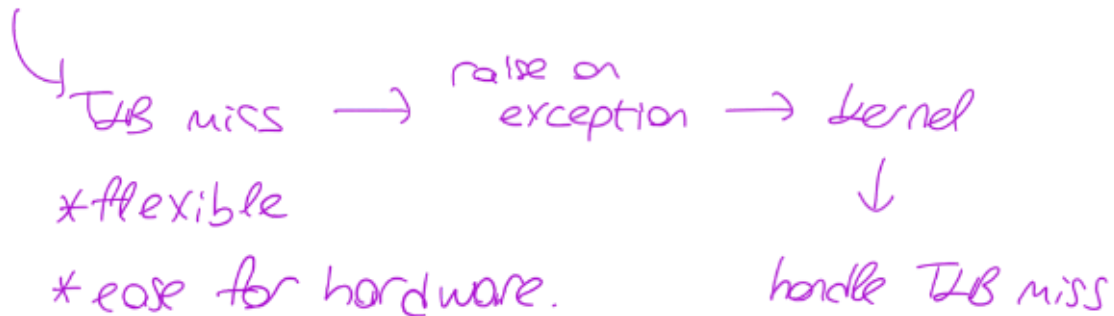 TLB miss → raise an exception → kernel
↓
*flexible
*ease for hardware.
handle TLB miss